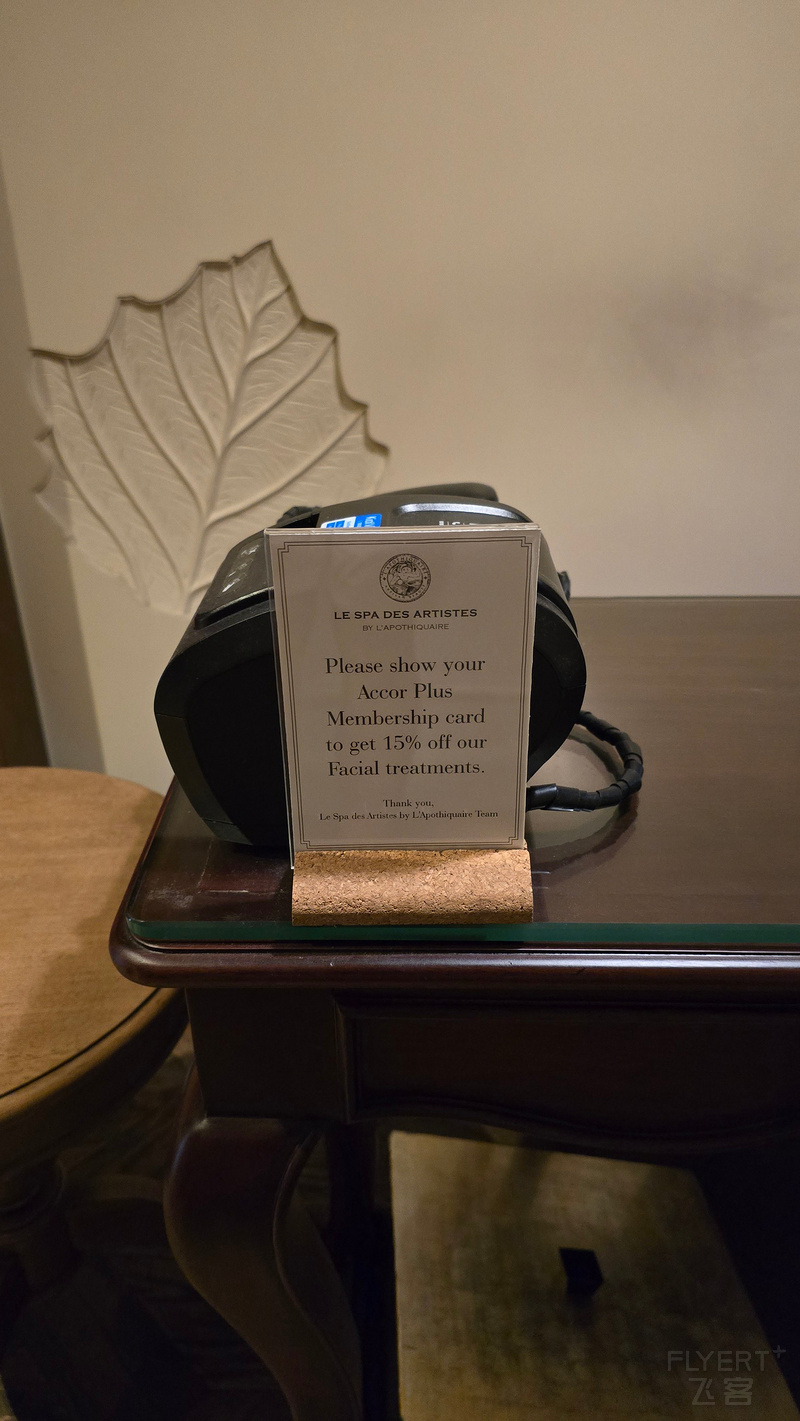 LE SPA DES ARTISTES
BY L'APOTHIQUAIRE
Please show your
Accor Plus
Membership card
to get 15% off our
Facial treatments.
Thank you,
Le Spa des Artistes by L'Apothiquaire Team
FLYERT+
飞客